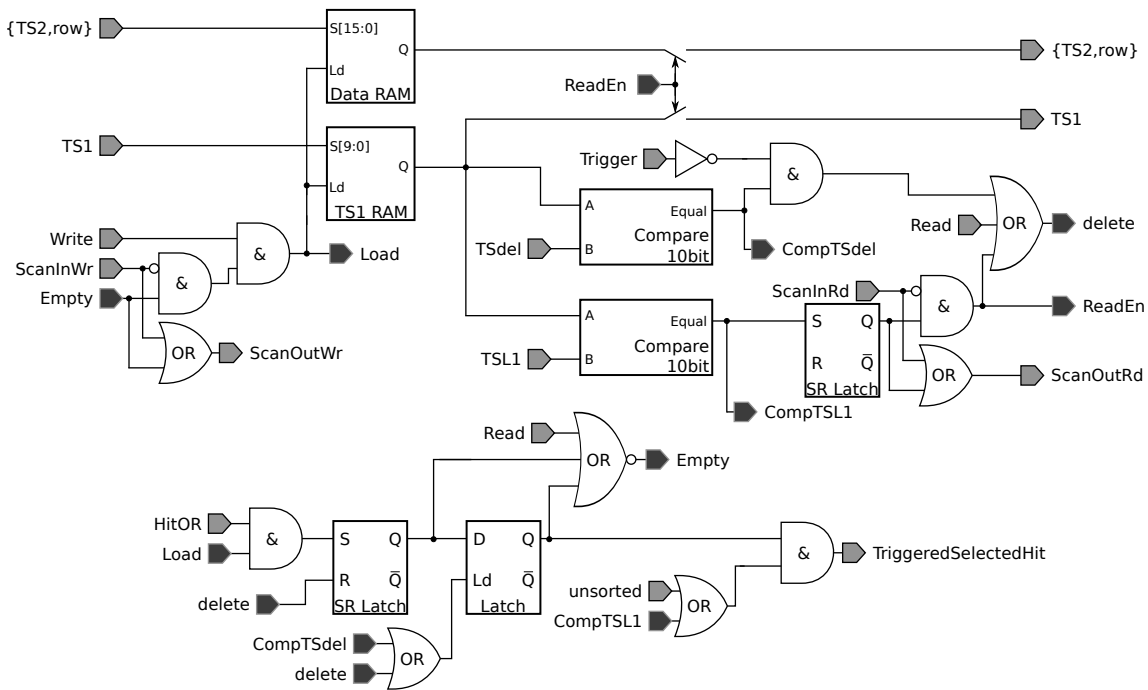 {TS2,row}
S[15:0]
Q
Ld
Data RAM
ReadEn
{TS2,row}
TS1
TS1
S[9:0]
Q
Ld
TS1 RAM
Trigger
&
A
Equal
B
Compare
10bit
TSdel
CompTSdel
Read
OR
delete
Write
&
Load
ScanInWr
&
Empty
OR
ScanOutWr
ScanInRd
&
ReadEn
A
Equal
B
Compare
10bit
TSL1
S
Q
R
Q̅
SR Latch
OR
ScanOutRd
CompTSL1
Read
OR
Empty
HitOR
&
Load
S
Q
R
Q̅
SR Latch
delete
D
Q
Ld
Q̅
Latch
CompTSdel
OR
delete
&
TriggeredSelectedHit
unsorted
OR
CompTSL1